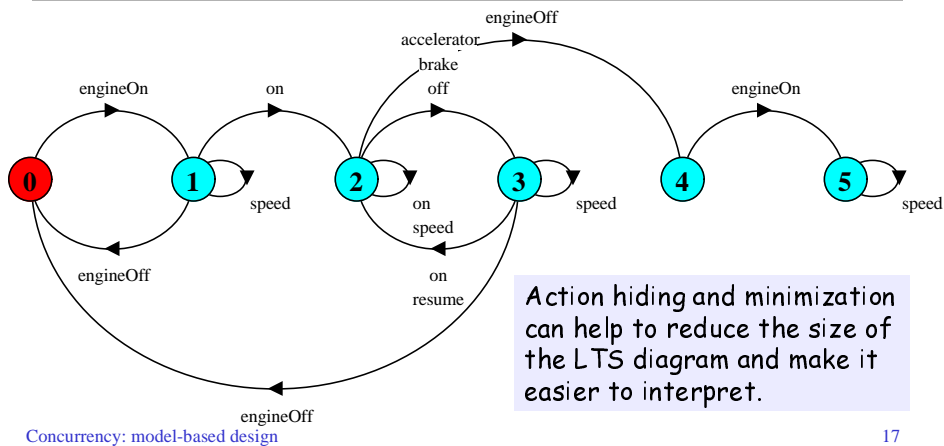 engineOff
accelerator
brake
engineOn
on
off
engineOn
0
1
2
3
4
5
speed
on
speed
speed
speed
engineOff
on
resume
engineOff
Action hiding and minimization
can help to reduce the size of
the LTS diagram and make it
easier to interpret.
Concurrency: model-based design
17